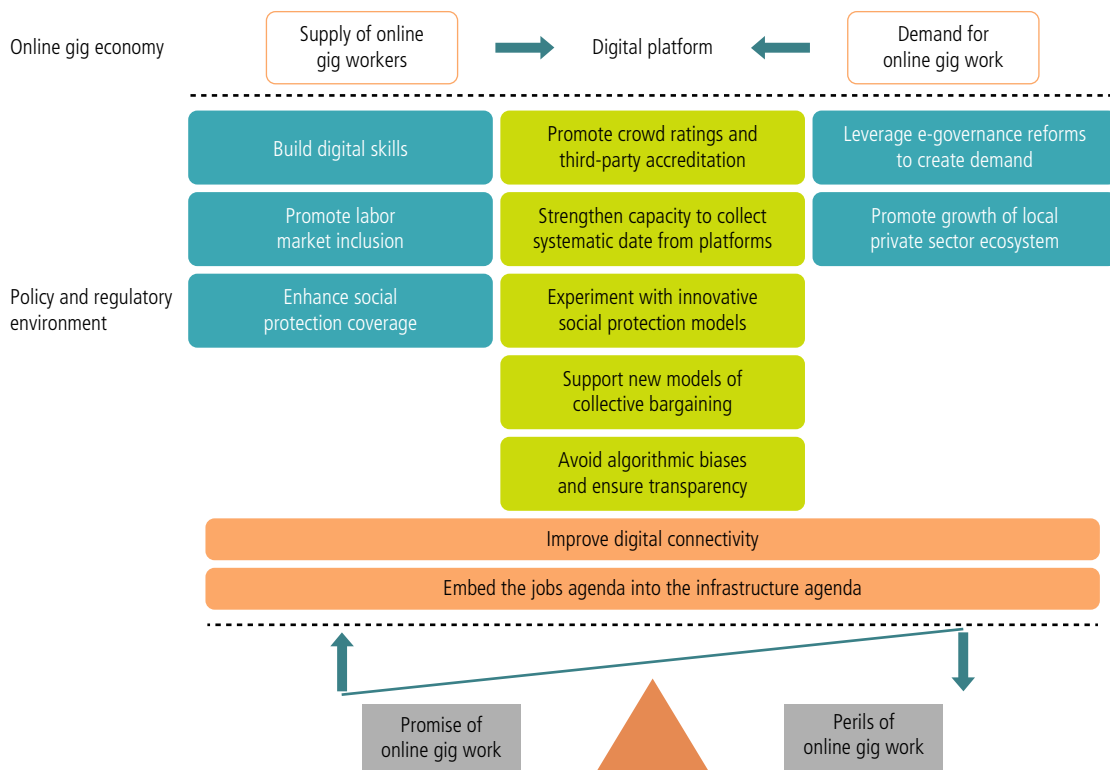 Online gig economy
Supply of online
gig workers
Digital platform
Demand for
online gig work
Build digital skills
Promote crowd ratings and
third-party accreditation
Leverage e-governance reforms
to create demand
Promote labor
market inclusion
Strengthen capacity to collect
systematic date from platforms
Promote growth of local
private sector ecosystem
Policy and regulatory
environment
Enhance social
protection coverage
Experiment with innovative
social protection models
Support new models of
collective bargaining
Avoid algorithmic biases
and ensure transparency
Improve digital connectivity
Embed the jobs agenda into the infrastructure agenda
Promise of
online gig work
Perils of
online gig work